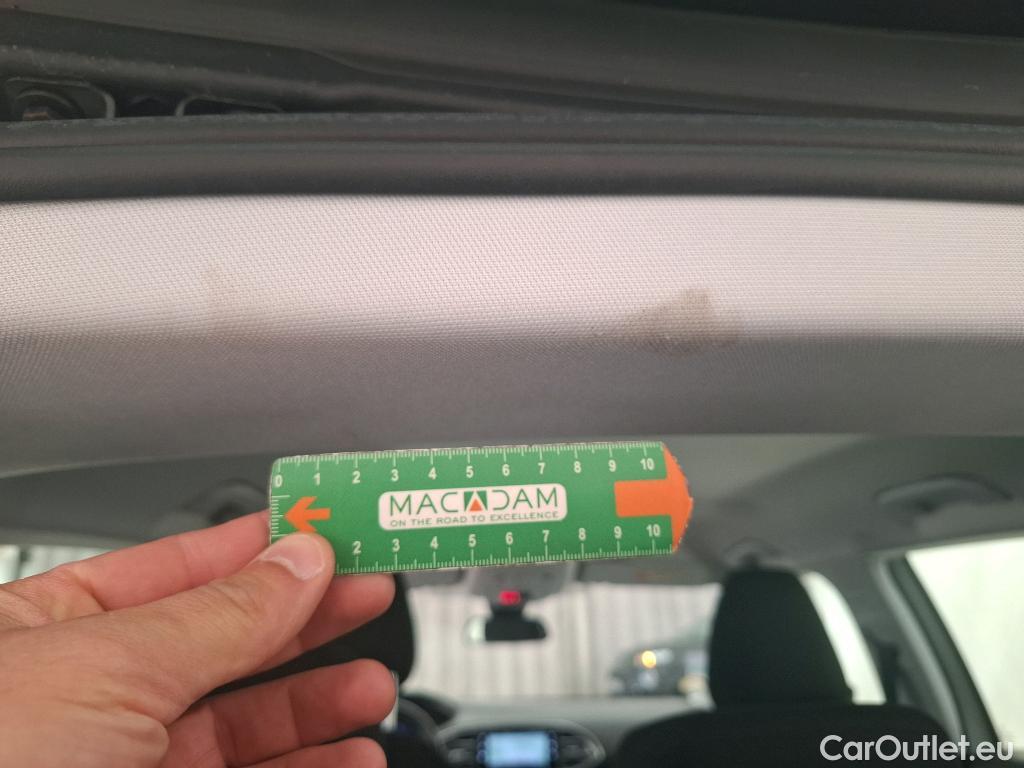 0 1 2 3 4 5 6 7 8 9 10
MACADAM
ON THE ROAD TO EXCELLENCE
2 3 4 5 6 7 8 9 10
CarOutlet.eu